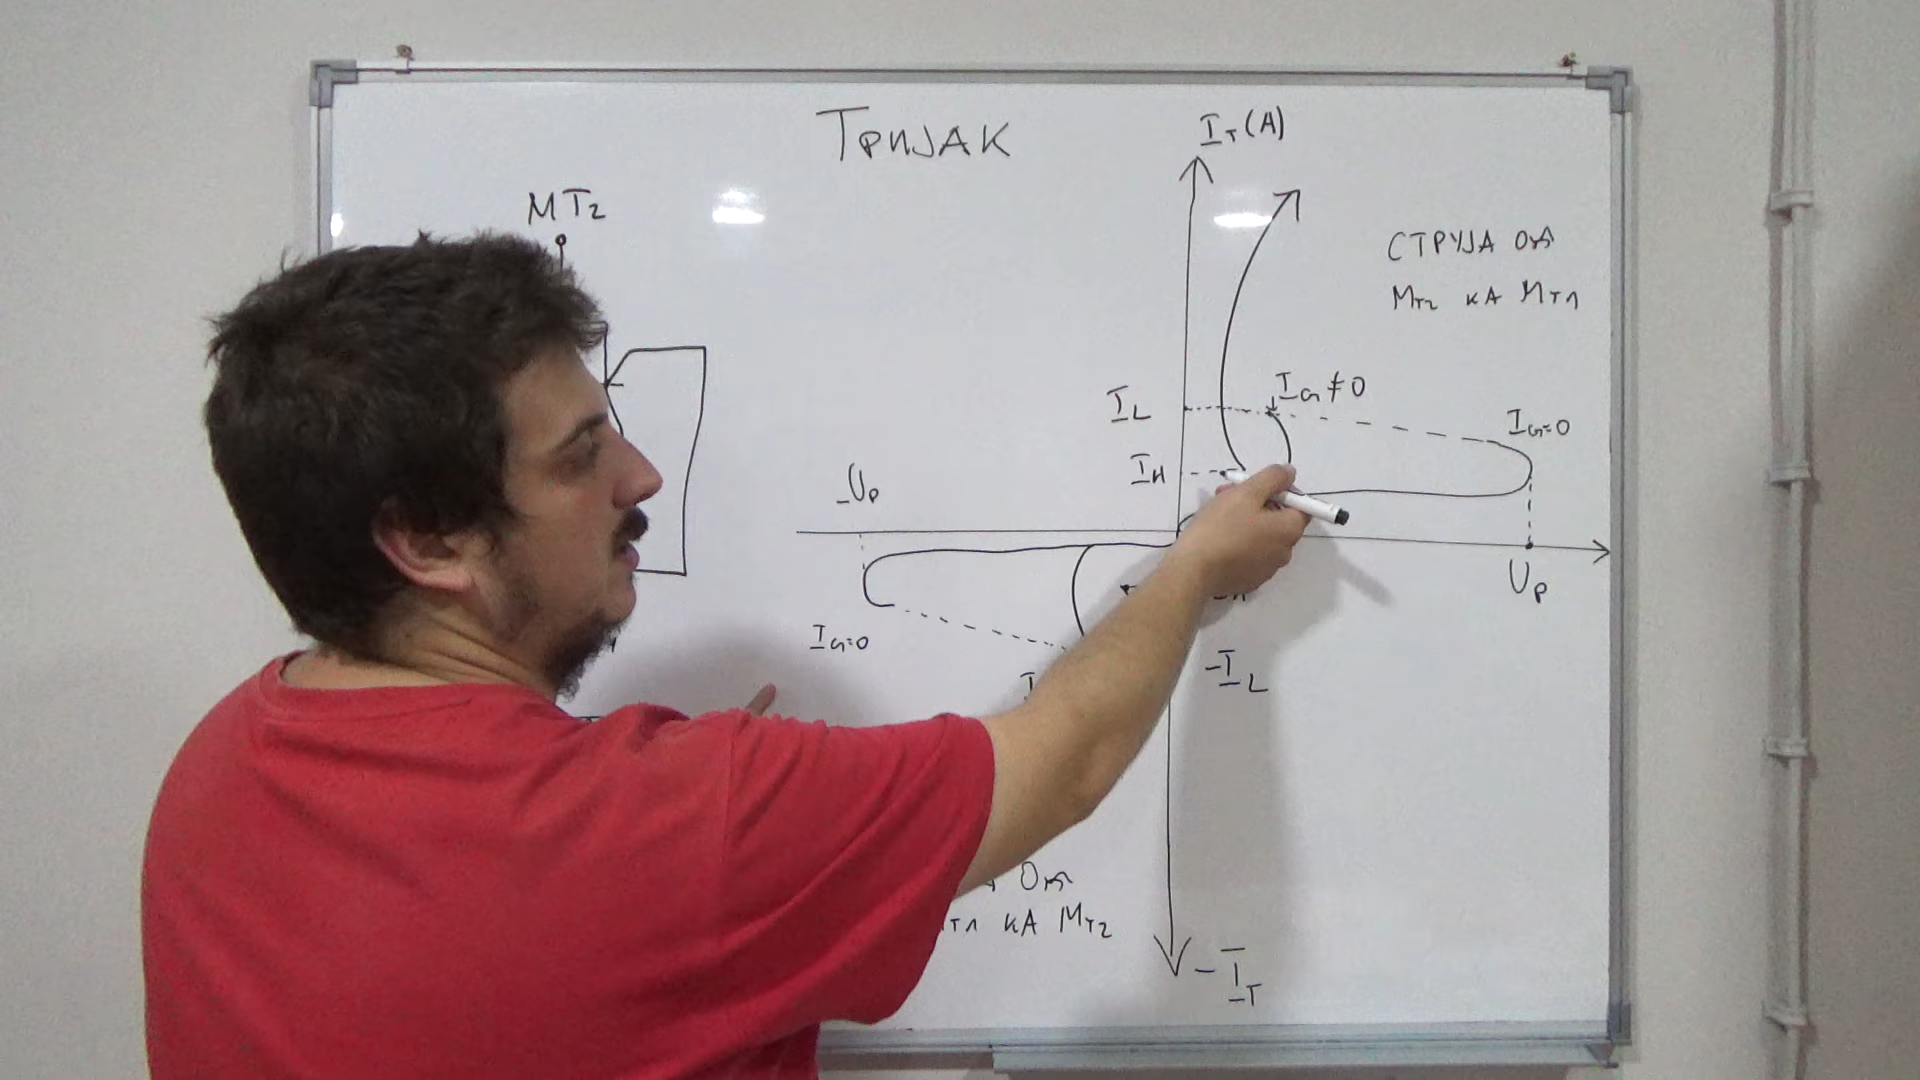 Тријак
I_T (A)
MT2
Струја од
MT2 ка MT1
I_G≠0
I_L
I_G=0
I_H
-U_P
U_P
I_G=0
-I_L
Од
ка MT2
-I_T